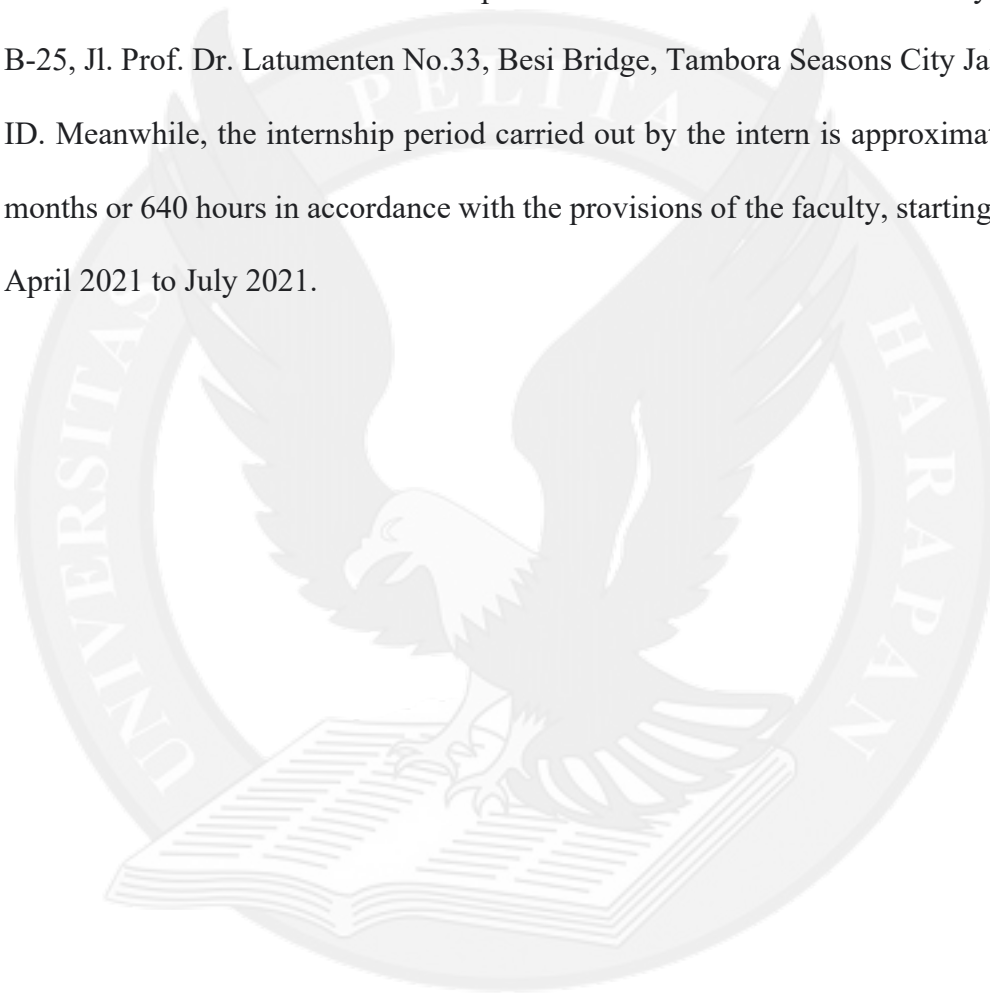 B-25, Jl. Prof. Dr. Latumenten No.33, Besi Bridge, Tambora Seasons City Ja
ID. Meanwhile, the internship period carried out by the intern is approxima
months or 640 hours in accordance with the provisions of the faculty, starting
April 2021 to July 2021.
UNIVERSITAS PELITA HARAPAN